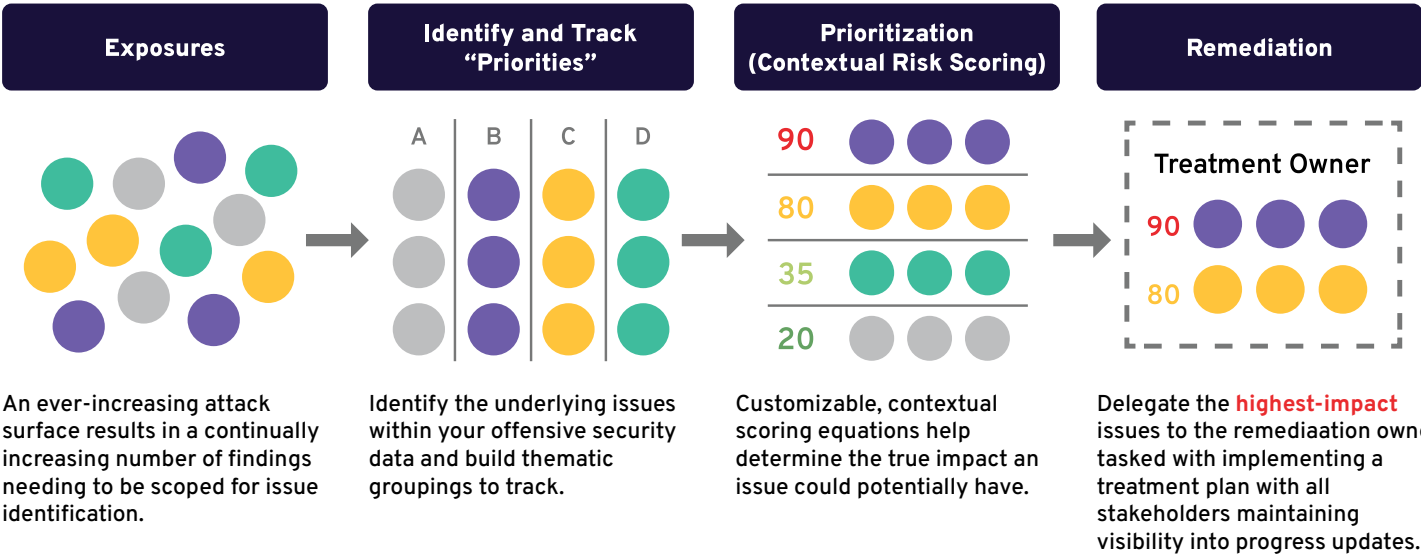 Exposures
An ever-increasing attack
surface results in a continually
increasing number of findings
needing to be scoped for issue
identification.
Identify and Track
“Priorities”
A B C D
Identify the underlying issues
within your offensive security
data and build thematic
groupings to track.
Prioritization
(Contextual Risk Scoring)
90
80
35
20
Customizable, contextual
scoring equations help
determine the true impact an
issue could potentially have.
Remediation
Treatment Owner
90
80
Delegate the highest-impact
issues to the remediaation
tasked with implementing a
treatment plan with all
stakeholders maintaining
visibility into progress updates.